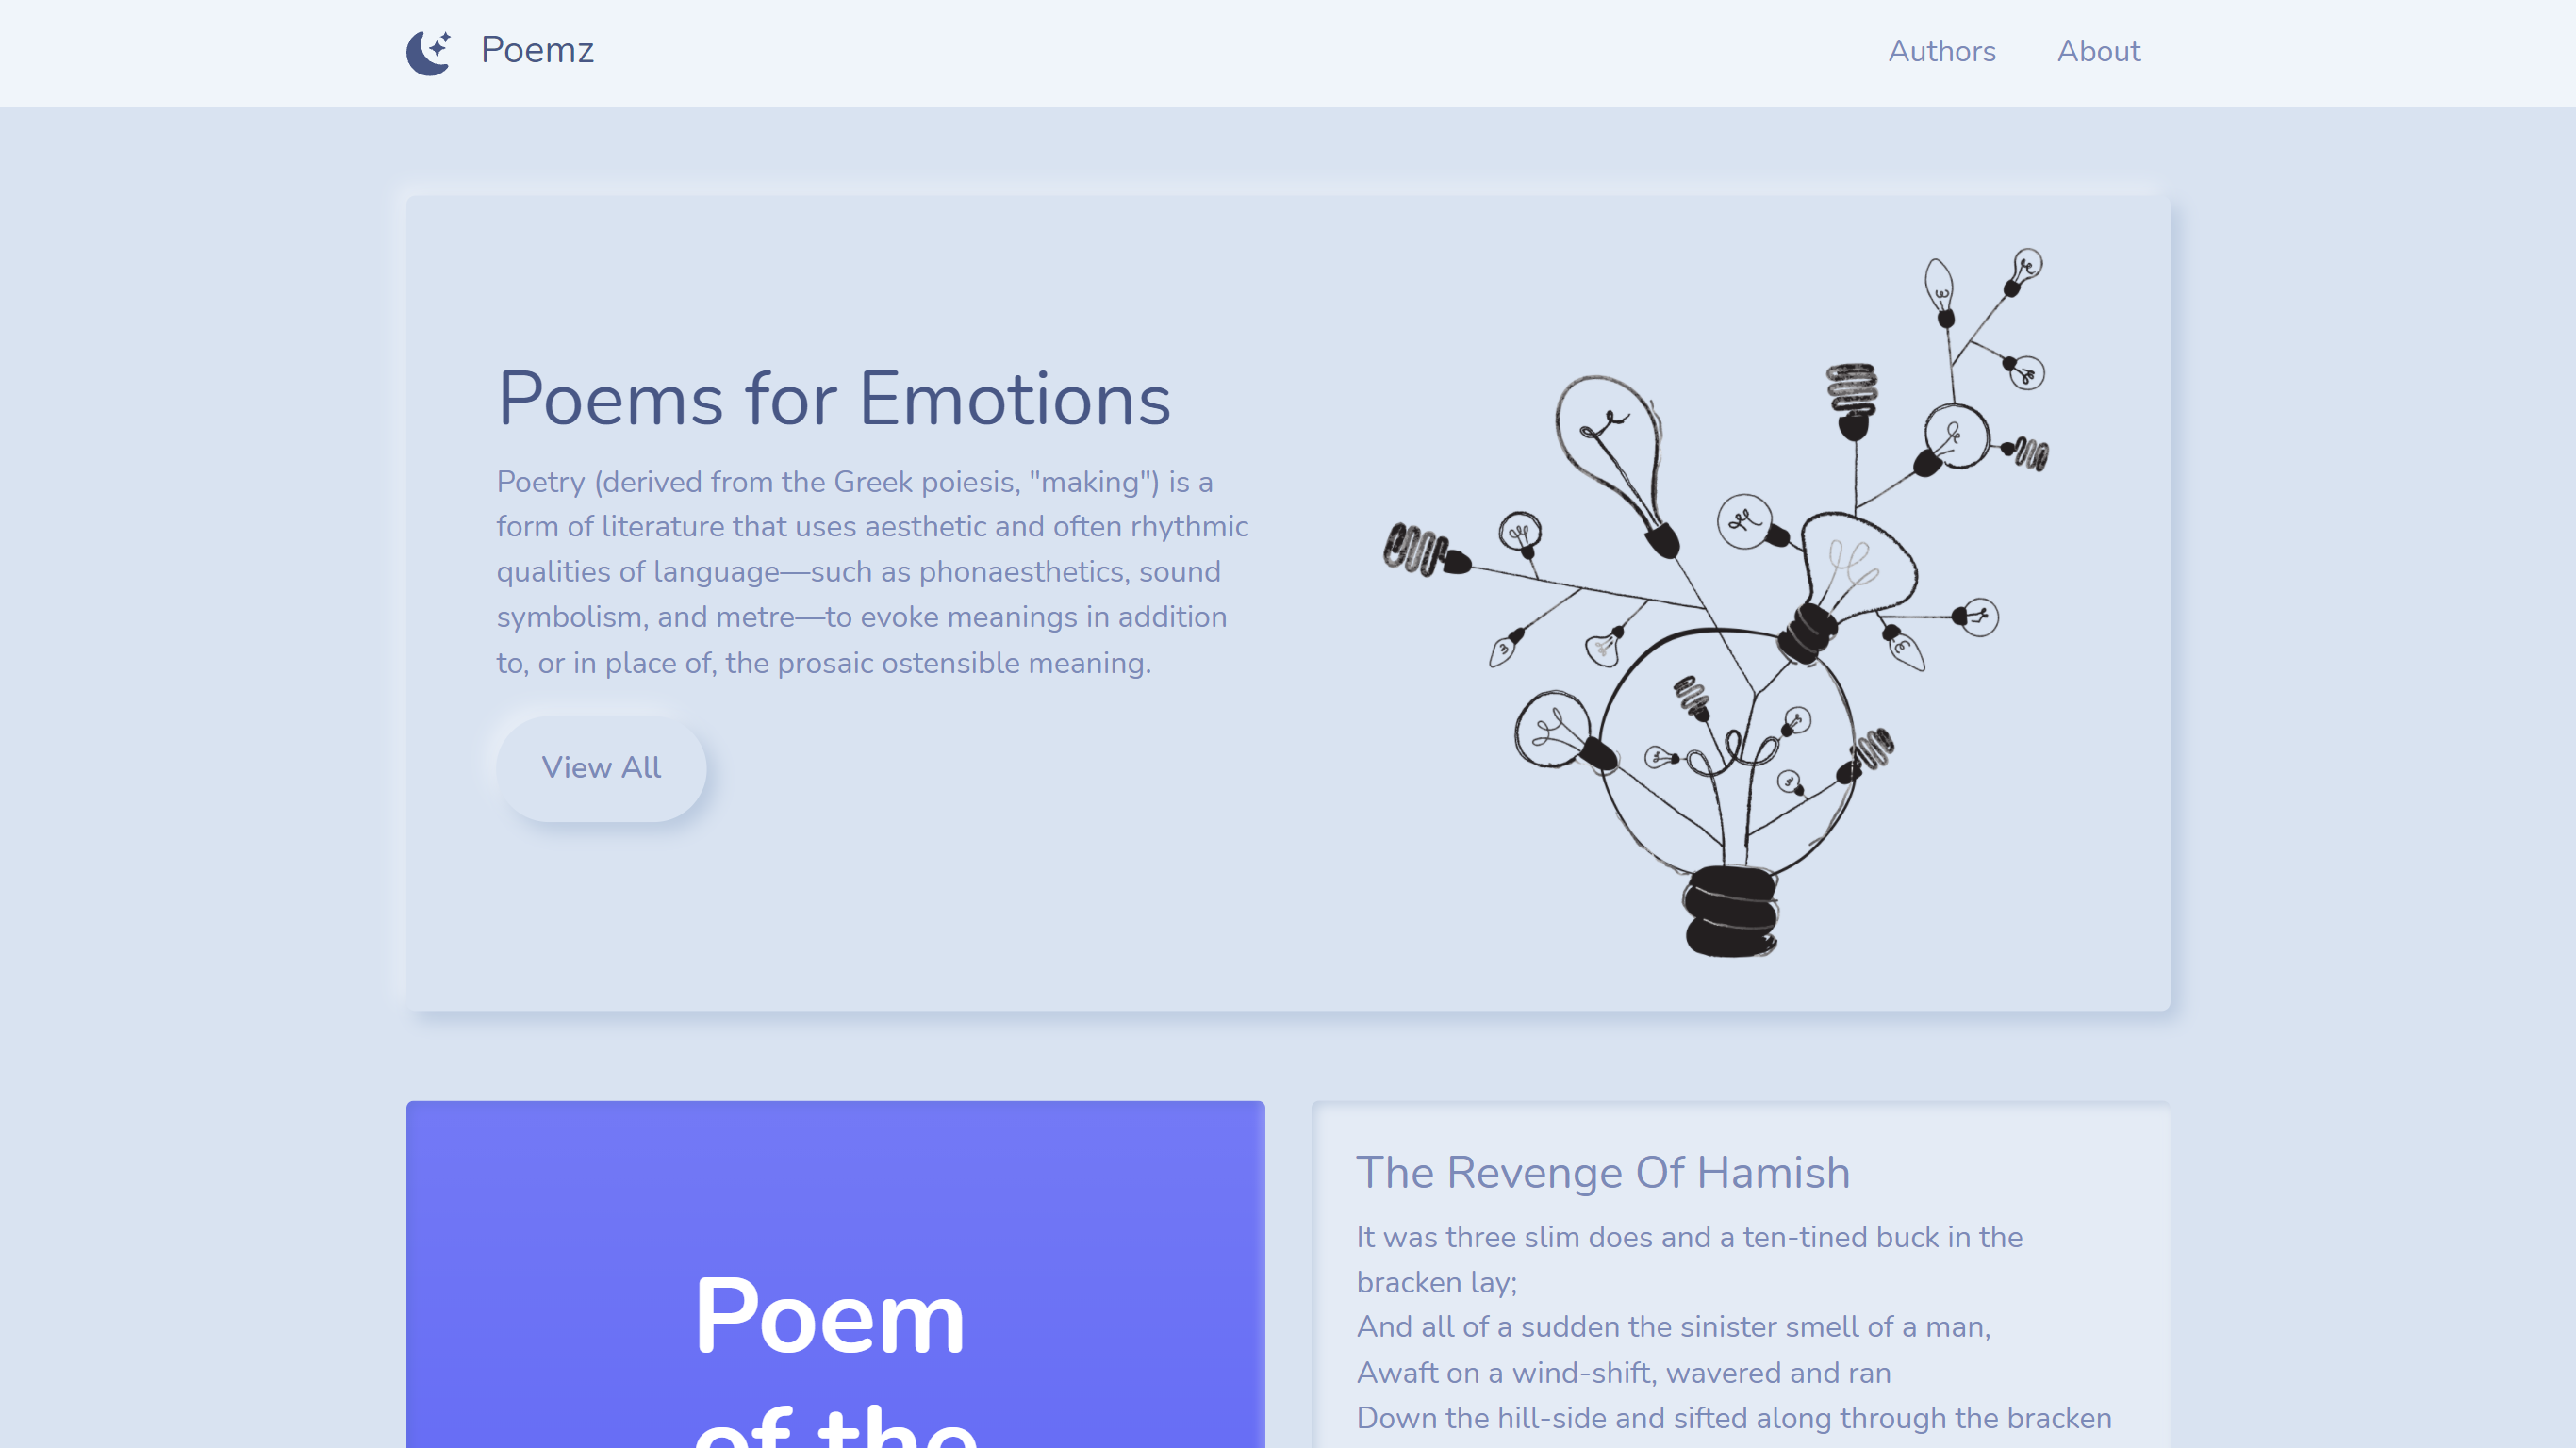 Poemz
Authors
About
Poems for Emotions
Poetry (derived from the Greek poiesis, "making") is a
form of literature that uses aesthetic and often rhythmic
qualities of language—such as phonaesthetics, sound
symbolism, and metre—to evoke meanings in addition
to, or in place of, the prosaic ostensible meaning.
View All
Poem
of the
The Revenge Of Hamish
It was three slim does and a ten-tined buck in the
bracken lay;
And all of a sudden the sinister smell of a man,
Awaft on a wind-shift, wavered and ran
Down the hill-side and sifted along through the bracken